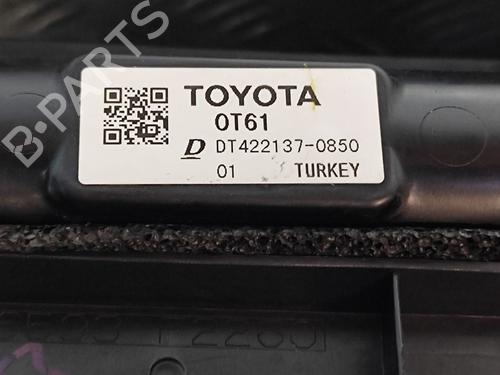 B-PARTS
TOYOTA
0T61
D DT422137-0850
01 TURKEY